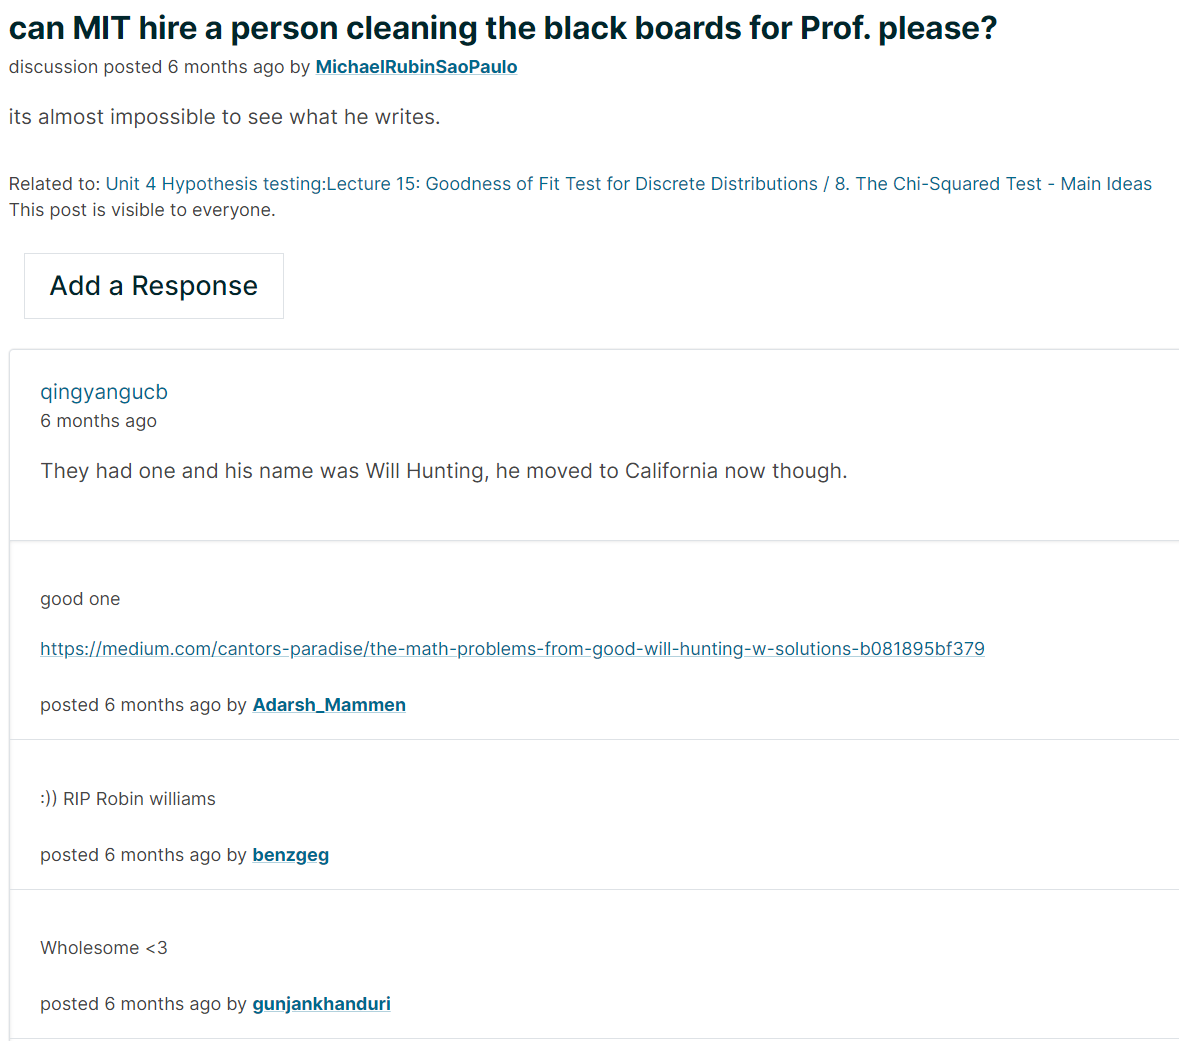 can MIT hire a person cleaning the black boards for Prof. please?
discussion posted 6 months ago by MichaelRubinSaoPaulo
its almost impossible to see what he writes.
Related to: Unit 4 Hypothesis testing:Lecture 15: Goodness of Fit Test for Discrete Distributions / 8. The Chi-Squared Test - Main Ideas
This post is visible to everyone.
Add a Response
qingyangucb
6 months ago
They had one and his name was Will Hunting, he moved to California now though.
good one
https://medium.com/cantors-paradise/the-math-problems-from-good-will-hunting-w-solutions-b081895bf379
posted 6 months ago by Adarsh_Mammen
:)) RIP Robin williams
posted 6 months ago by benzgeg
Wholesome <3
posted 6 months ago by gunjankhanduri